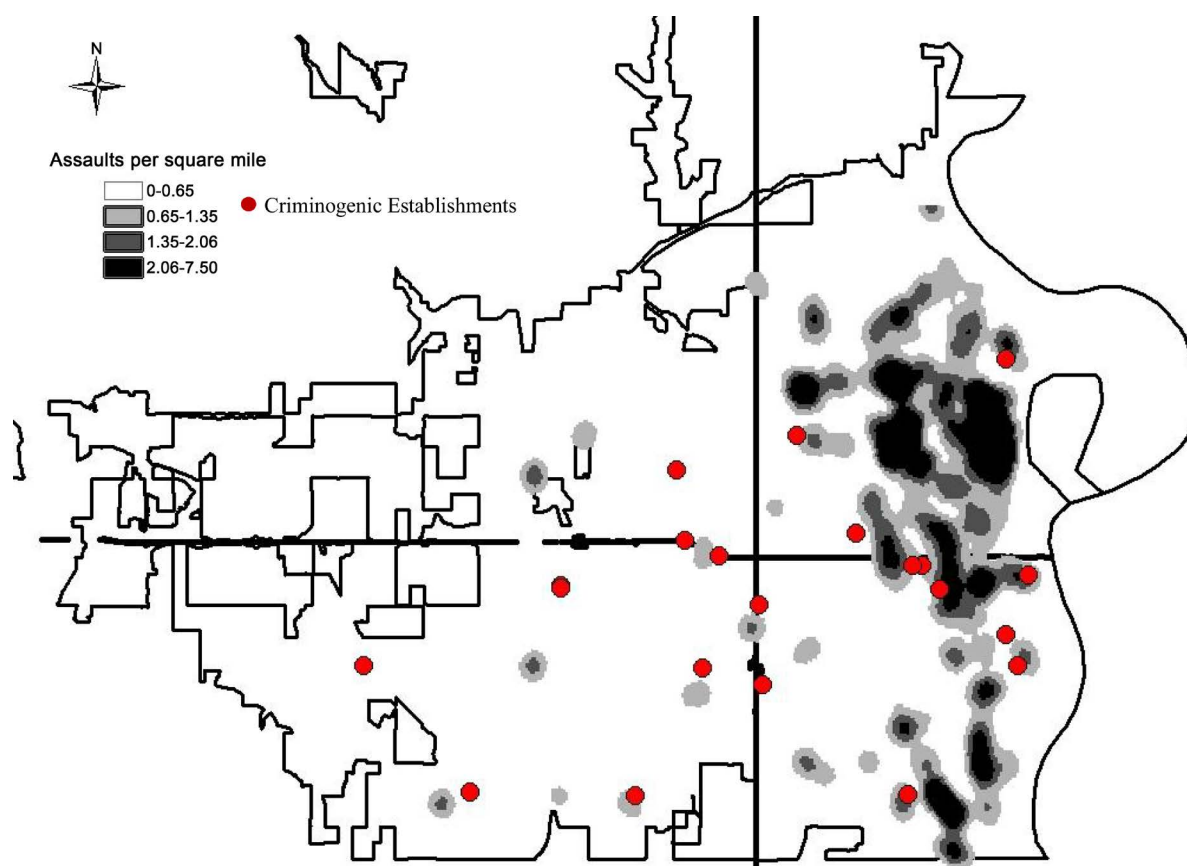 N
Assaults per square mile
0-0.65
0.65-1.35
Criminogenic Establishments
1.35-2.06
2.06-7.50